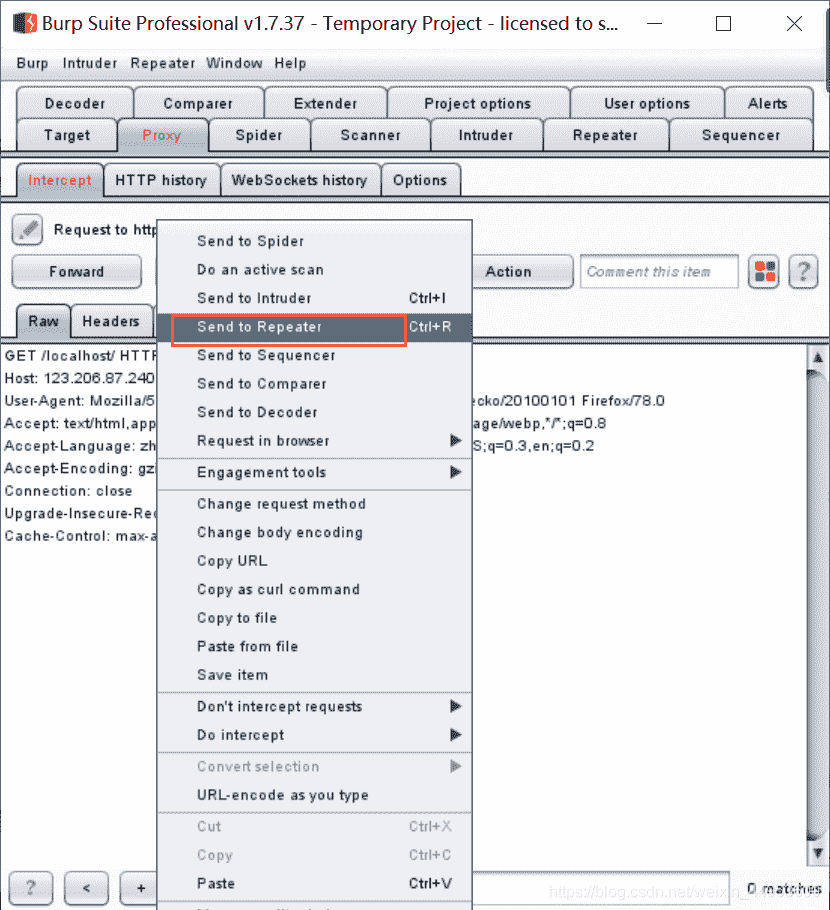 Burp Suite Professional v1.7.37 - Temporary Project - licensed to s...
Burp Intruder Repeater Window Help
Decoder Comparer Extender Project options User options Alerts
Target Proxy Spider Scanner Intruder Repeater Sequencer
Intercept HTTP history WebSockets history Options
Request to http
Forward Action Comment this item ?
Raw Headers
GET /localhost/ HTTP
Host: 123.206.87.240
User-Agent: Mozilla/5 ecko/20100101 Firefox/78.0
Accept: text/html,app age/webp,*/*;q=0.8
Accept-Language: zh S;q=0.3,en;q=0.2
Accept-Encoding: gzi
Connection: close
Upgrade-Insecure-Rec
Cache-Control: max-a
Send to Spider
Do an active scan
Send to Intruder Ctrl+I
Send to Repeater Ctrl+R
Send to Sequencer
Send to Comparer
Send to Decoder
Request in browser
Engagement tools
Change request method
Change body encoding
Copy URL
Copy as curl command
Copy to file
Paste from file
Save item
Don't intercept requests
Do intercept
Convert selection
URL-encode as you type
Cut Ctrl+X
Copy Ctrl+C
Paste Ctrl+V
? < + 0 matches